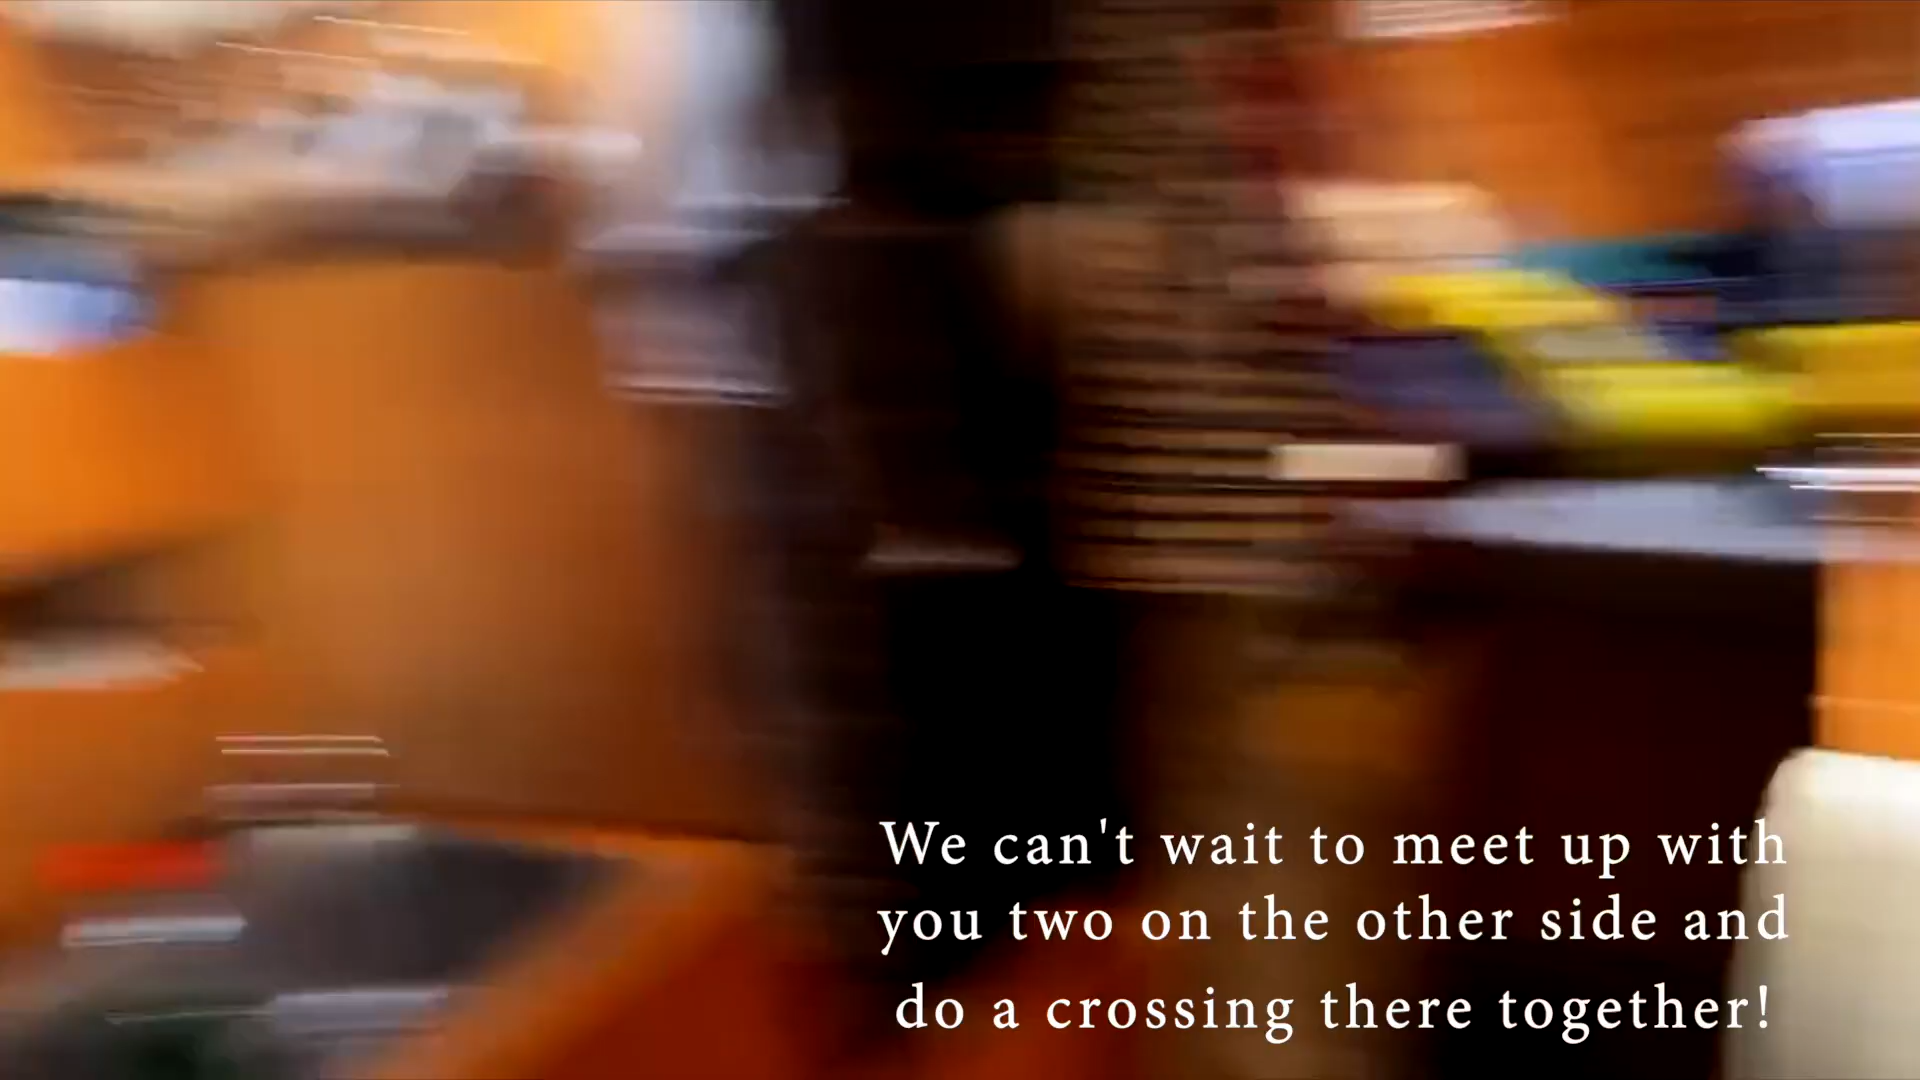 We can't wait to meet up with
you two on the other side and
do a crossing there together!